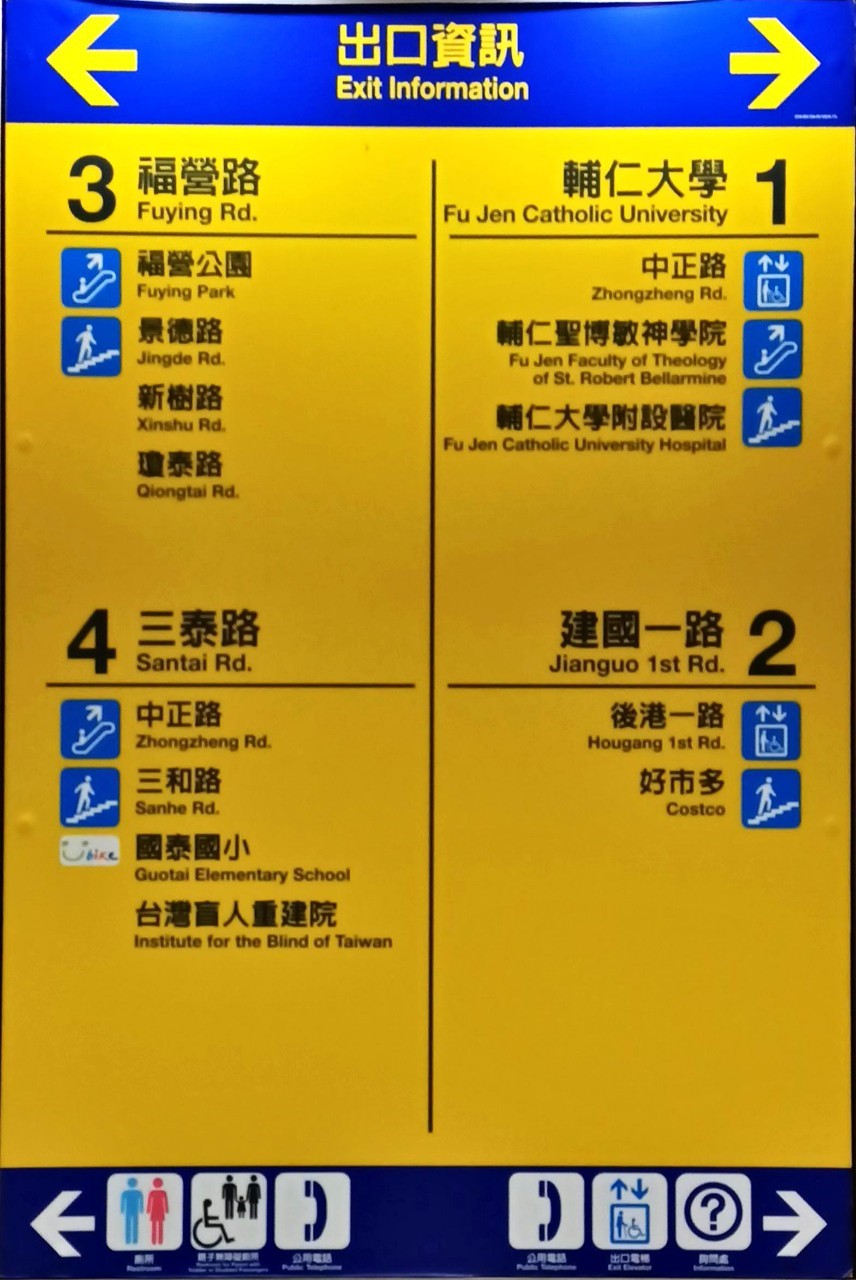 出口資訊
Exit Information
3 福營路
Fuying Rd.
福營公園
Fuying Park
景德路
Jingde Rd.
新樹路
Xinshu Rd.
瓊泰路
Qiongtai Rd.
輔仁大學 1
Fu Jen Catholic University
中正路
Zhongzheng Rd.
輔仁聖博敏神學院
Fu Jen Faculty of Theology
of St. Robert Bellarmine
輔仁大學附設醫院
Fu Jen Catholic University Hospital
4 三泰路
Santai Rd.
中正路
Zhongzheng Rd.
三和路
Sanhe Rd.
Ubike
國泰國小
Guotai Elementary School
台灣盲人重建院
Institute for the Blind of Taiwan
建國一路 2
Jianguo 1st Rd.
後港一路
Hougang 1st Rd.
好市多
Costco
廁所
Restroom
親子無障礙廁所
公用電話
Public Telephone
公用電話
Public Telephone
出口電梯
Exit Elevator
詢問處
Information